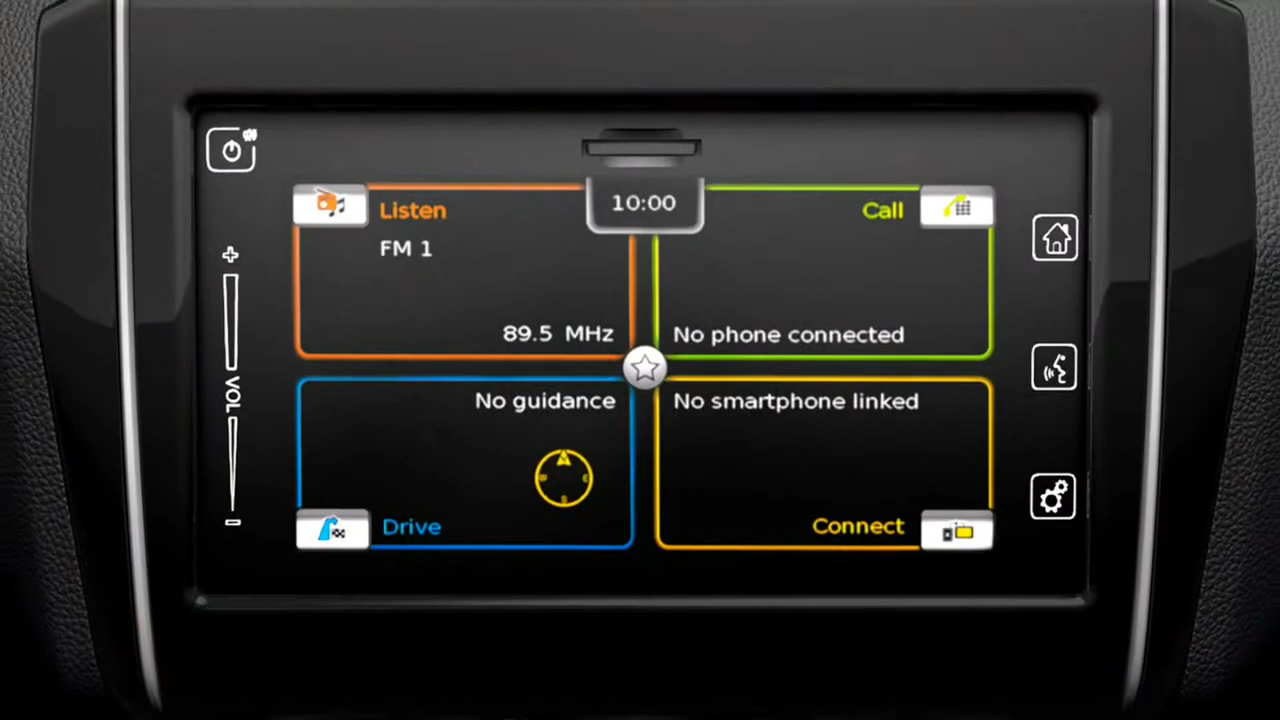 10:00
Listen
FM 1
89.5 MHz
Call
No phone connected
VOL
No guidance
Drive
No smartphone linked
Connect